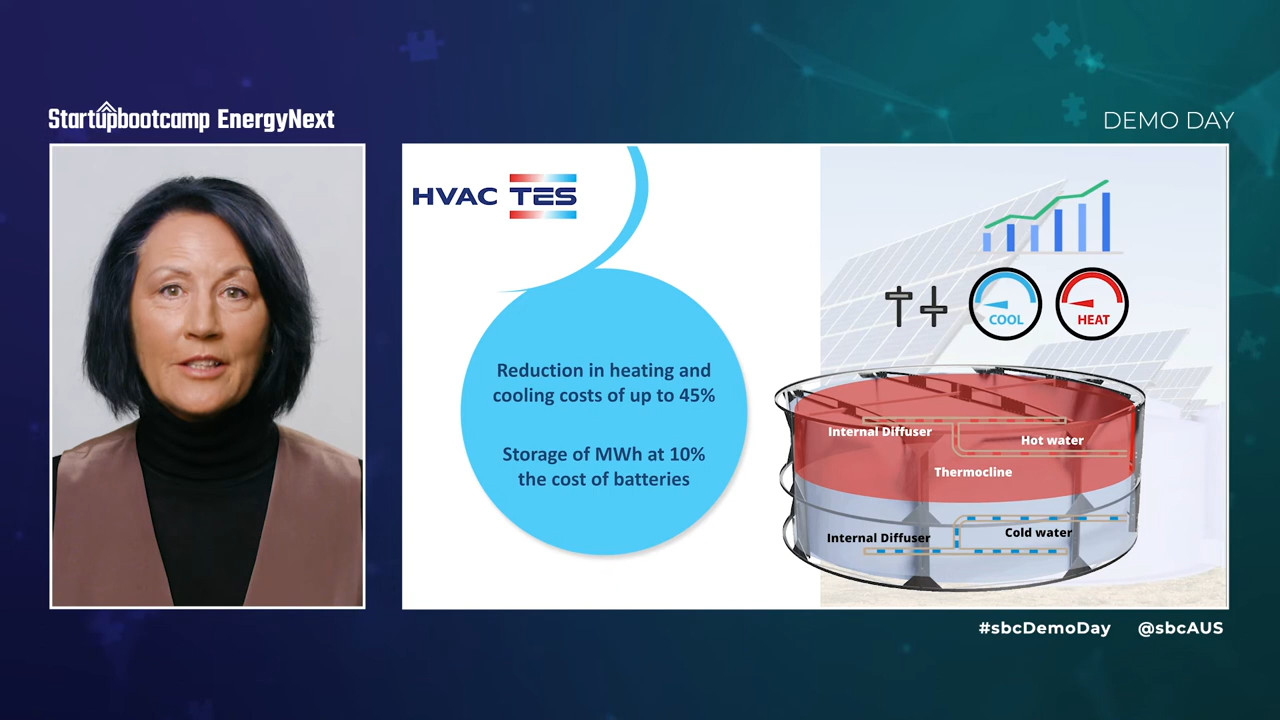 Startupbootcamp EnergyNext
DEMO DAY
HVAC TES
Reduction in heating and
cooling costs of up to 45%
Storage of MWh at 10%
the cost of batteries
COOL
HEAT
Internal Diffuser
Hot water
Thermocline
Internal Diffuser
Cold water
#sbcDemoDay @sbcAUS